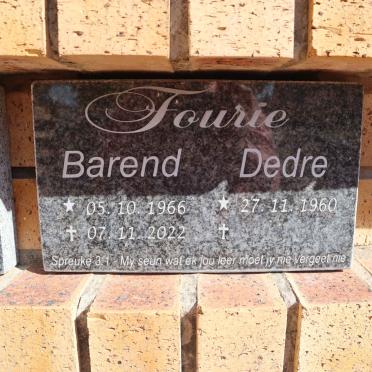 Fourie
Barend Dedre
★ 05. 10. 1966 ★ 27. 11. 1960
✝ 07. 11. 2022 ✝
Spreuke 3:1 - My seun wat ek jou leer moet jy nie vergeet nie